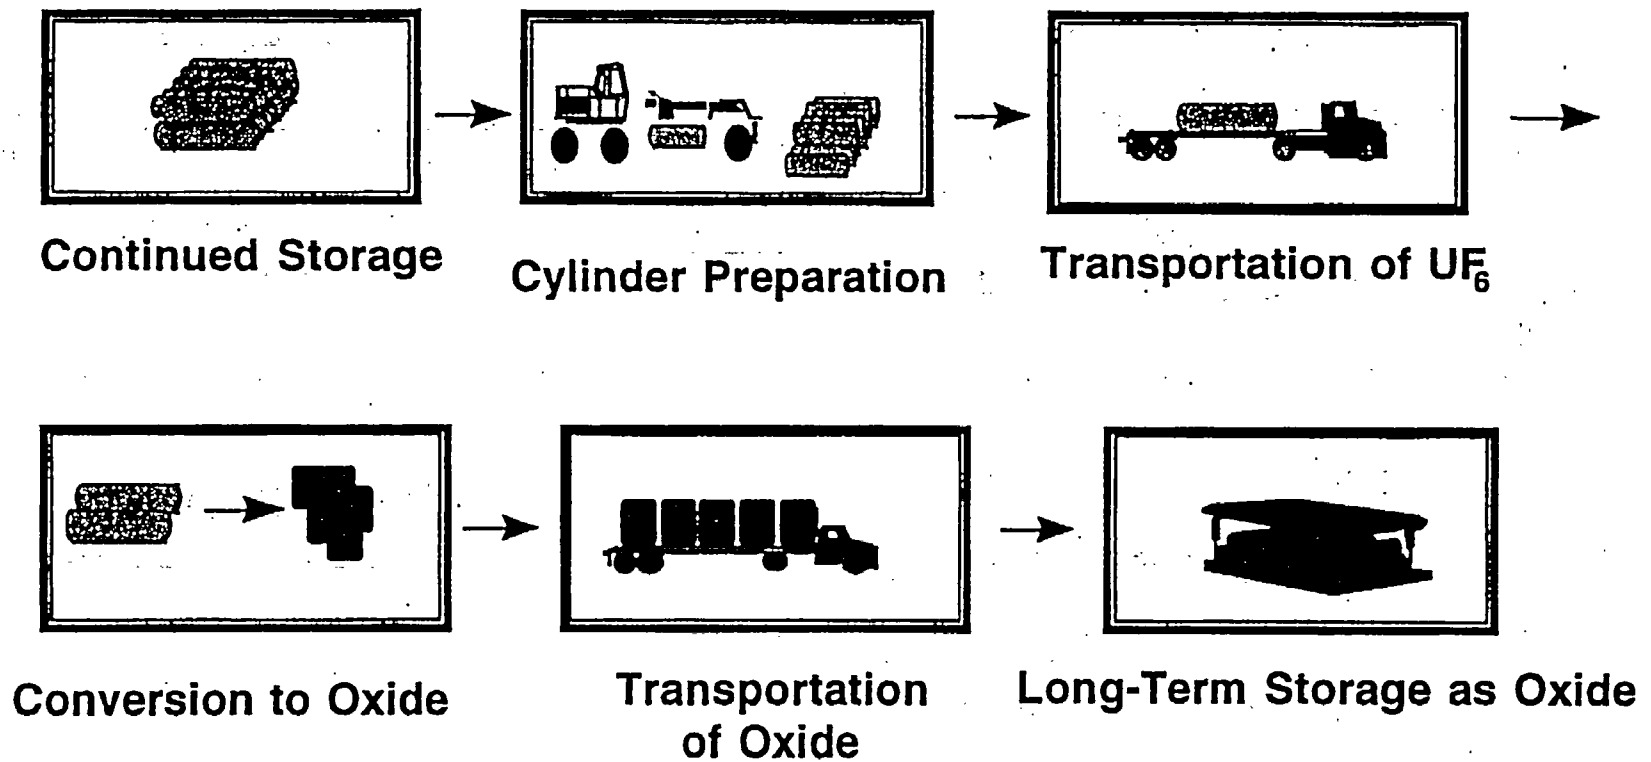 Continued Storage
Cylinder Preparation
Transportation of UF₆
Conversion to Oxide
Transportation
of Oxide
Long-Term Storage as Oxide